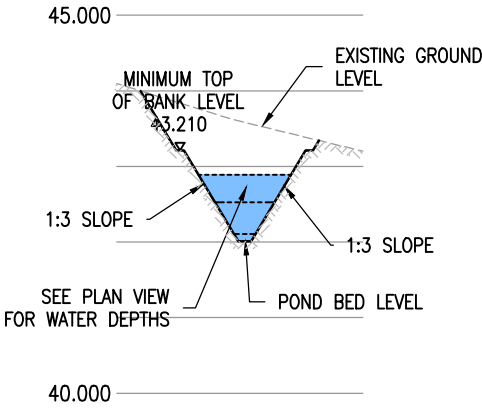 45.000
EXISTING GROUND
LEVEL
MINIMUM TOP
OF BANK LEVEL
43.210
1:3 SLOPE
1:3 SLOPE
SEE PLAN VIEW
FOR WATER DEPTHS
POND BED LEVEL
40.000